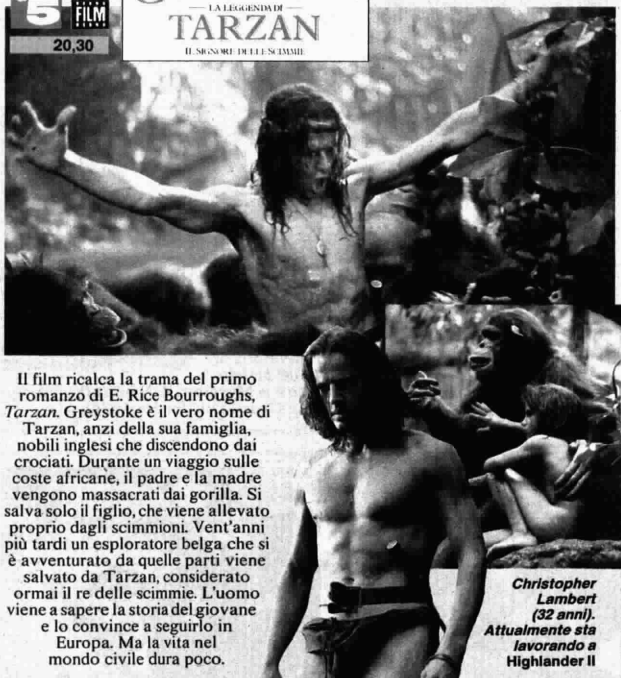 5
FILM
20,30
LA LEGGENDA DI
TARZAN
IL SIGNORE DELLE SCIMMIE
Il film ricalca la trama del primo
romanzo di E. Rice Bourroughs,
Tarzan. Greystoke è il vero nome di
Tarzan, anzi della sua famiglia,
nobili inglesi che discendono dai
crociati. Durante un viaggio sulle
coste africane, il padre e la madre
vengono massacrati dai gorilla. Si
salva solo il figlio, che viene allevato
proprio dagli scimmioni. Vent'anni
più tardi un esploratore belga che si
è avventurato da quelle parti viene
salvato da Tarzan, considerato
ormai il re delle scimmie. L'uomo
viene a sapere la storia del giovane
e lo convince a seguirlo in
Europa. Ma la vita nel
mondo civile dura poco.
Christopher
Lambert
(32 anni).
Attualmente sta
lavorando a
Highlander II